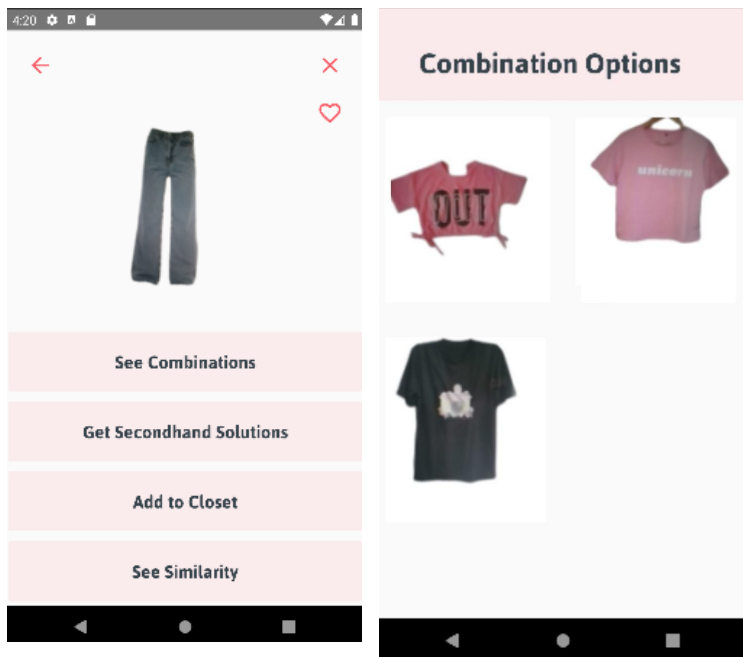 4:20
See Combinations
Get Secondhand Solutions
Add to Closet
See Similarity
Combination Options
OUT
unicorn